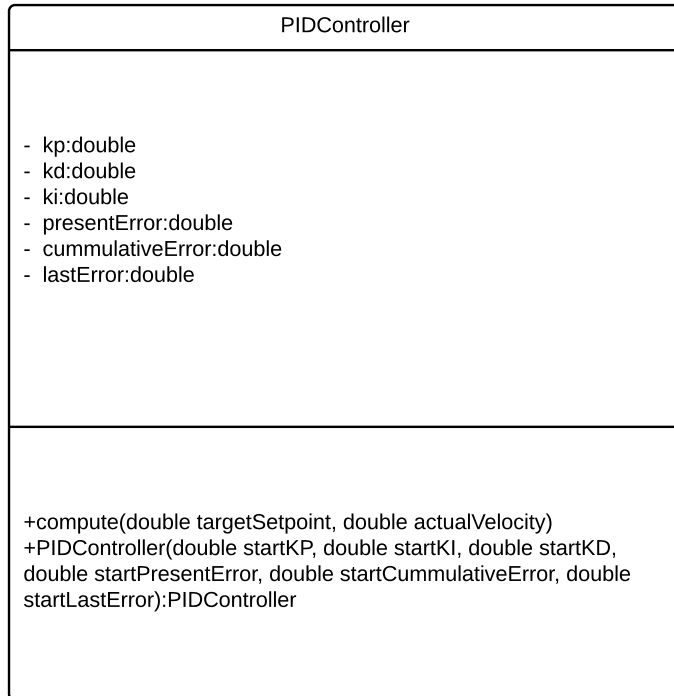 PIDController
- kp:double
- kd:double
- ki:double
- presentError:double
- cummulativeError:double
- lastError:double
+compute(double targetSetpoint, double actualVelocity)
+PIDController(double startKP, double startKI, double startKD,
double startPresentError, double startCummulativeError, double
startLastError):PIDController